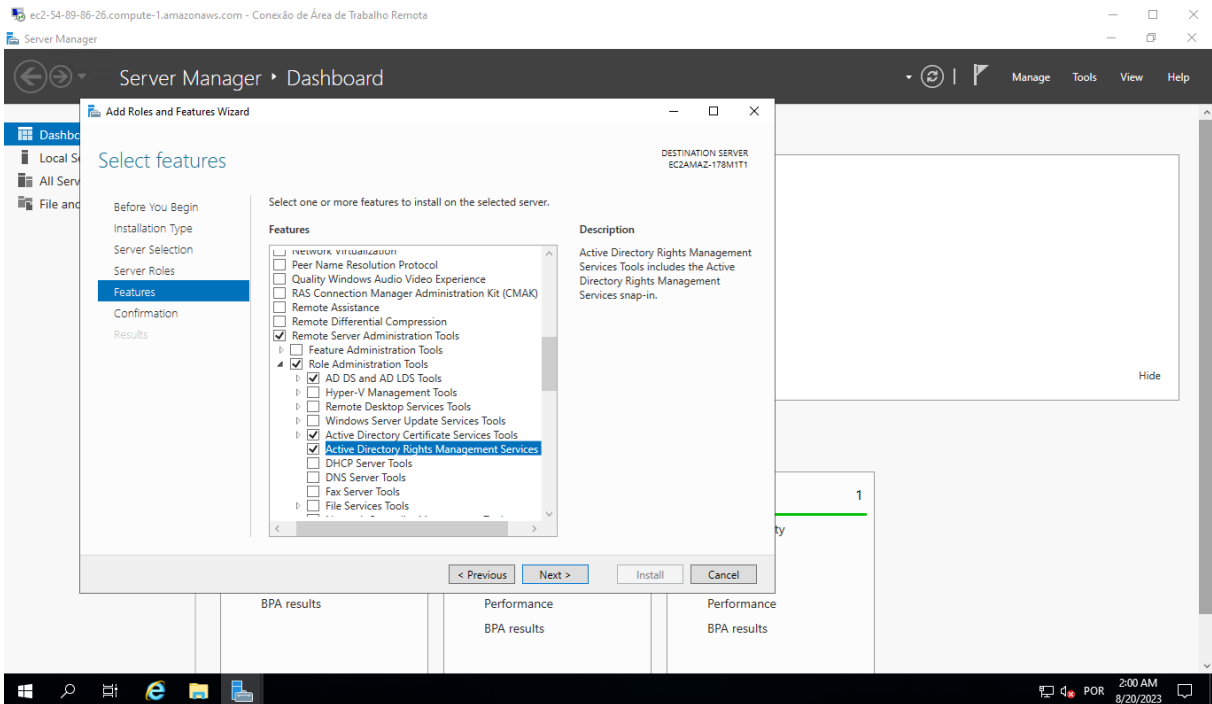 ec2-54-89-86-26.compute-1.amazonaws.com - Conexão de Área de Trabalho Remota
Server Manager
Server Manager • Dashboard
Manage Tools View Help
Add Roles and Features Wizard
Dashbo
Local Se
All Serv
File and
Select features
DESTINATION SERVER
EC2AMAZ-178M1T1
Before You Begin
Installation Type
Server Selection
Server Roles
Features
Confirmation
Results
Select one or more features to install on the selected server.
Features
Network Virtualization
Peer Name Resolution Protocol
Quality Windows Audio Video Experience
RAS Connection Manager Administration Kit (CMAK)
Remote Assistance
Remote Differential Compression
Remote Server Administration Tools
Feature Administration Tools
Role Administration Tools
AD DS and AD LDS Tools
Hyper-V Management Tools
Remote Desktop Services Tools
Windows Server Update Services Tools
Active Directory Certificate Services Tools
Active Directory Rights Management Services
DHCP Server Tools
DNS Server Tools
Fax Server Tools
File Services Tools
Description
Active Directory Rights Management
Services Tools includes the Active
Directory Rights Management
Services snap-in.
< Previous Next > Install Cancel
Hide
1
ty
BPA results
Performance
BPA results
Performance
BPA results
POR
2:00 AM
8/20/2023